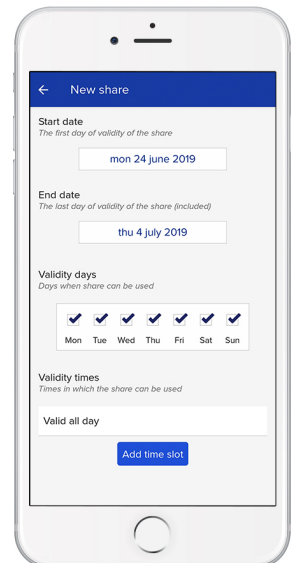 New share
Start date
The first day of validity of the share
mon 24 june 2019
End date
The last day of validity of the share (included)
thu 4 july 2019
Validity days
Days when share can be used
Mon Tue Wed Thu Fri Sat Sun
Validity times
Times in which the share can be used
Valid all day
Add time slot